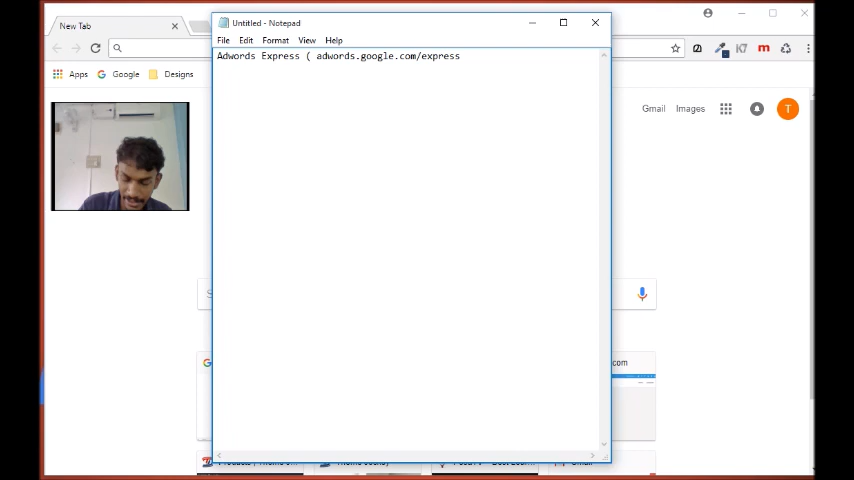 New Tab
Untitled - Notepad
File Edit Format View Help
Adwords Express ( adwords.google.com/express
Apps Google Designs
Gmail Images
T
com